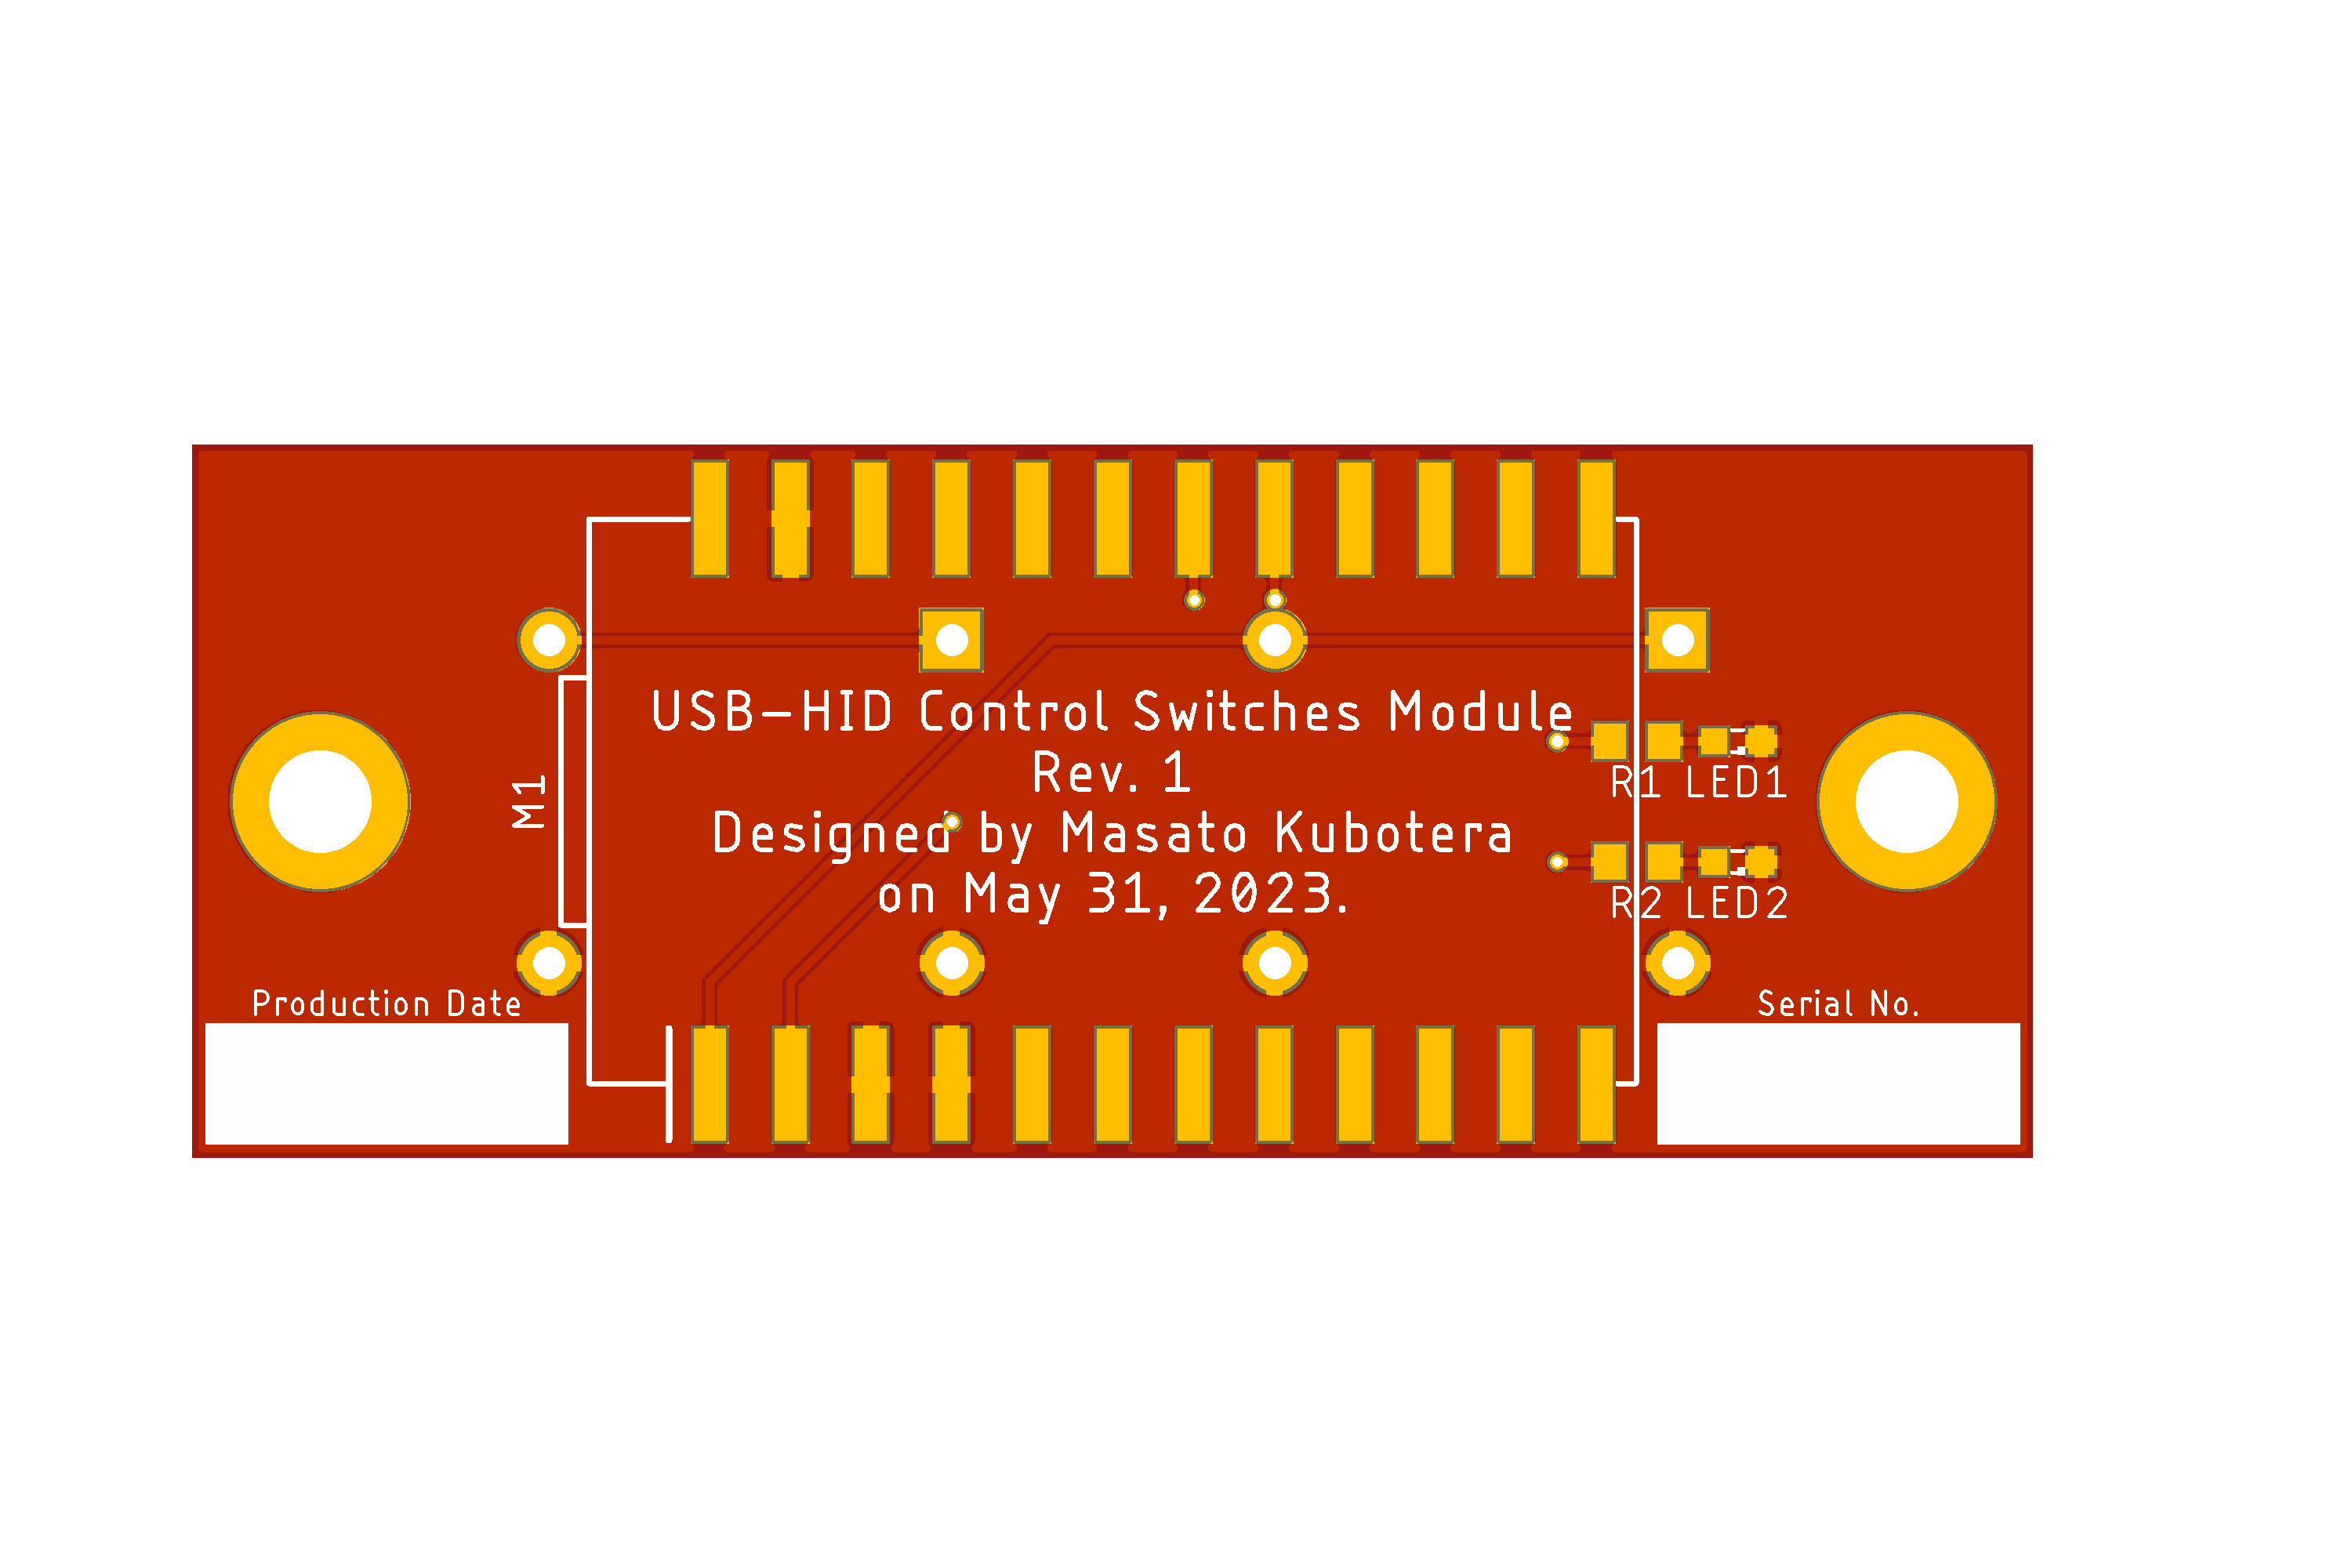 USB-HID Control Switches Module
Rev. 1
Designed by Masato Kubotera
on May 31, 2023.
M1
R1 LED1
R2 LED2
Production Date
Serial No.